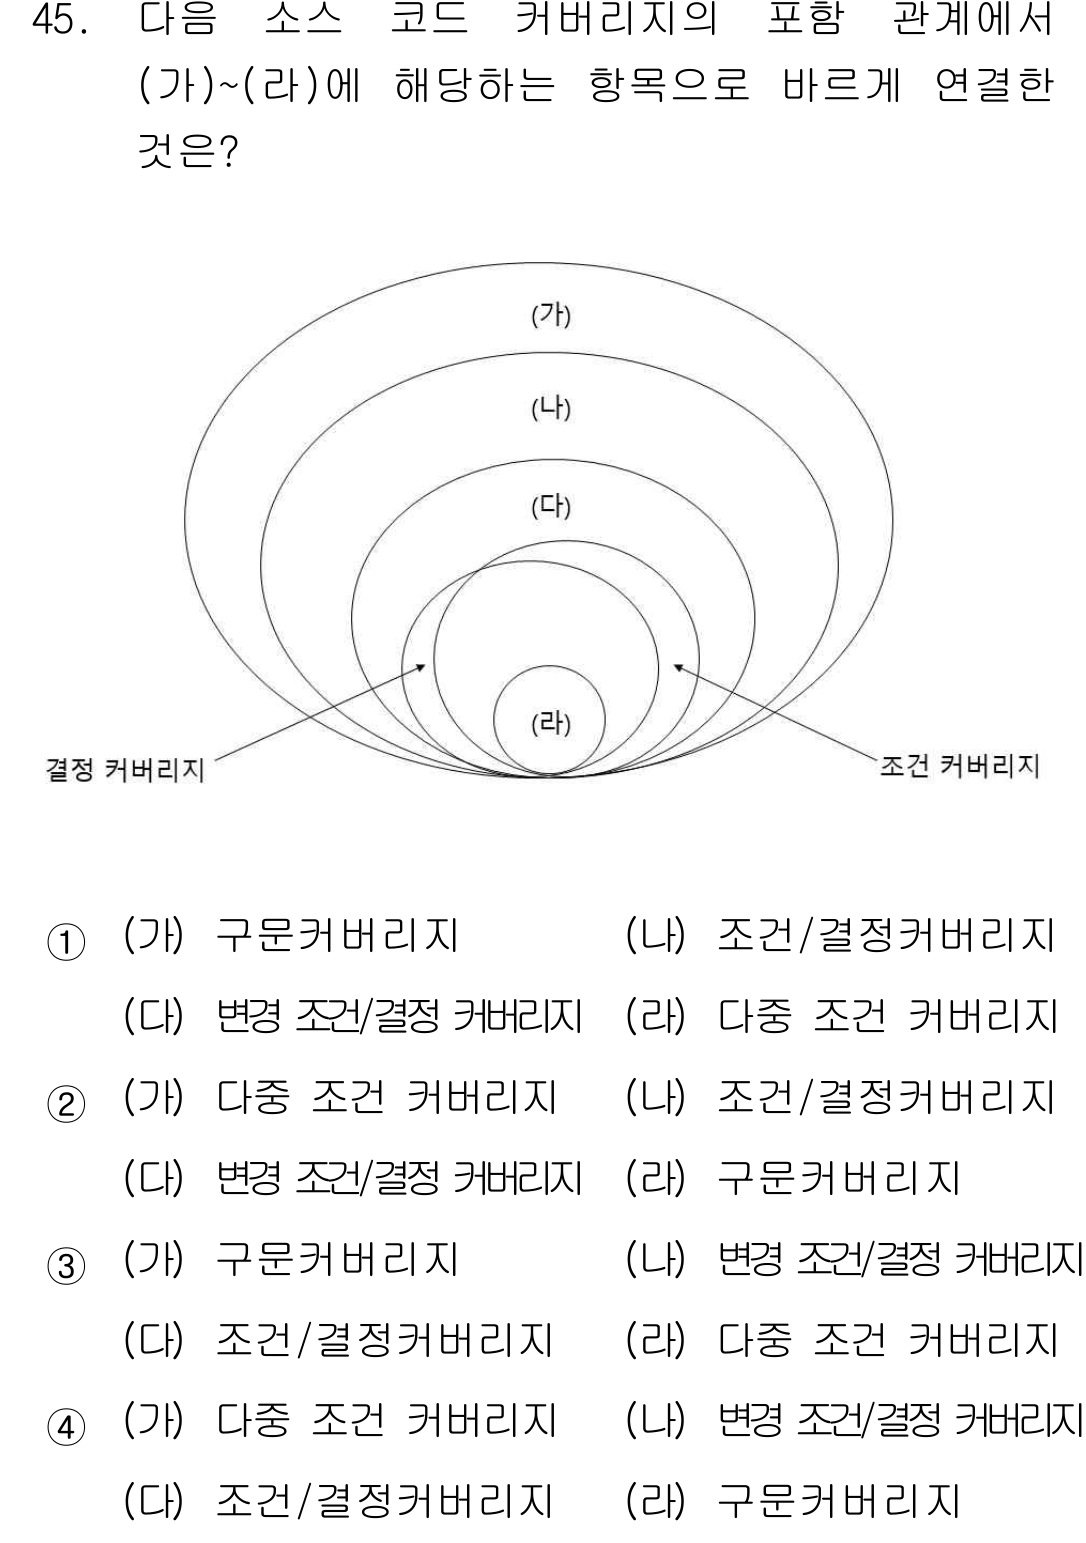 45. 다음 소스 코드 커버리지의 포함 관계에서
(가)~(라)에 해당하는 항목으로 바르게 연결한
것은?
(가)
(나)
(다)
(라)
결정 커버리지
조건 커버리지
① (가) 구문커버리지 (나) 조건/결정커버리지
(다) 변경 조건/결정 커버리지 (라) 다중 조건 커버리지
② (가) 다중 조건 커버리지 (나) 조건/결정커버리지
(다) 변경 조건/결정 커버리지 (라) 구문커버리지
③ (가) 구문커버리지 (나) 변경 조건/결정 커버리지
(다) 조건/결정커버리지 (라) 다중 조건 커버리지
④ (가) 다중 조건 커버리지 (나) 변경 조건/결정 커버리지
(다) 조건/결정커버리지 (라) 구문커버리지